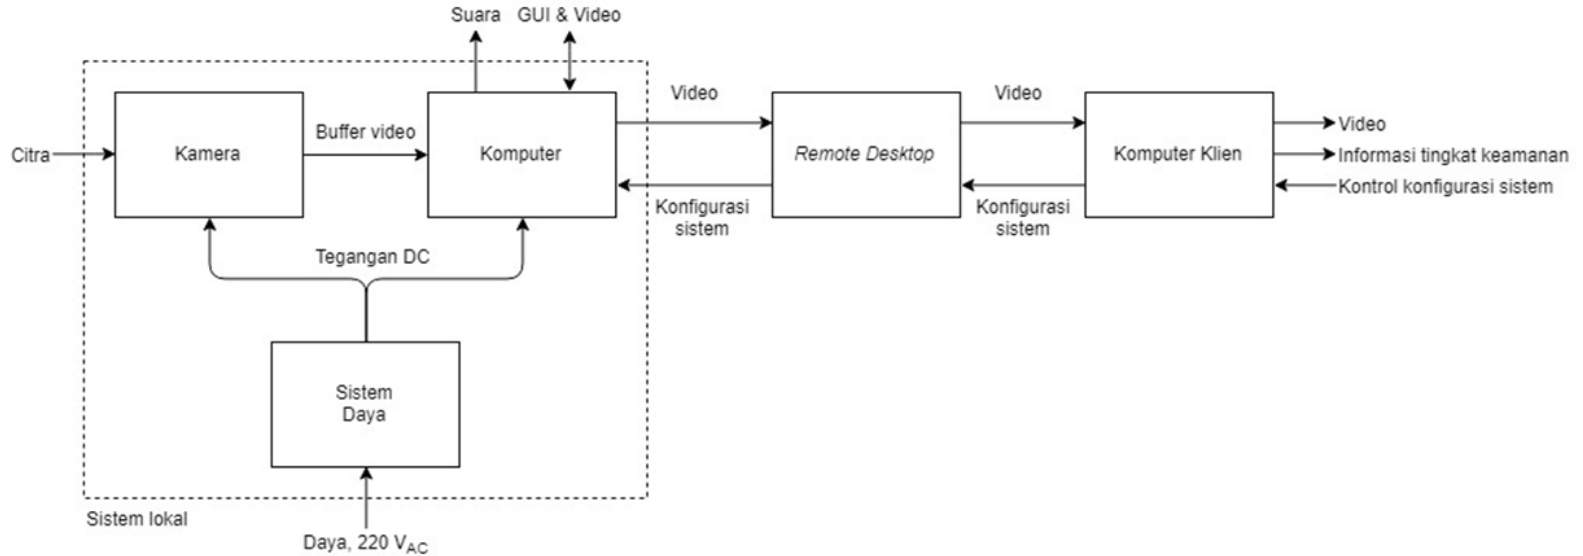 Suara
GUI & Video
Video
Video
Citra
Kamera
Buffer video
Komputer
Remote Desktop
Komputer Klien
Video
Informasi tingkat keamanan
Kontrol konfigurasi sistem
Konfigurasi
sistem
Konfigurasi
sistem
Tegangan DC
Sistem
Daya
Sistem lokal
Daya, 220 VAC